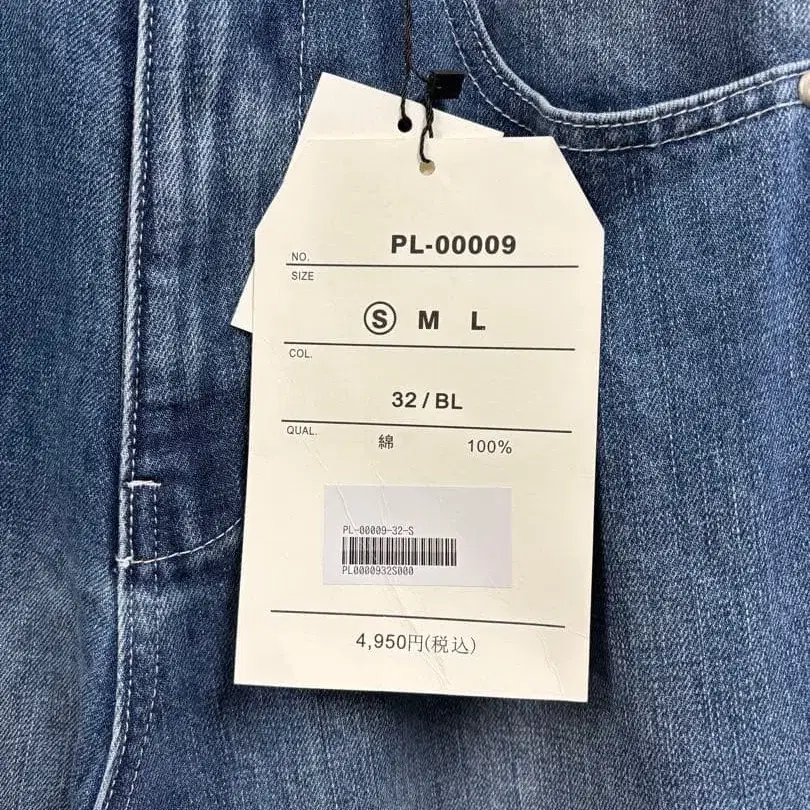 NO. PL-00009
SIZE
Ⓢ M L
COL.
32 / BL
QUAL. 綿 100%
PL-00009-32-S
PL0000932S000
4,950円(税込)